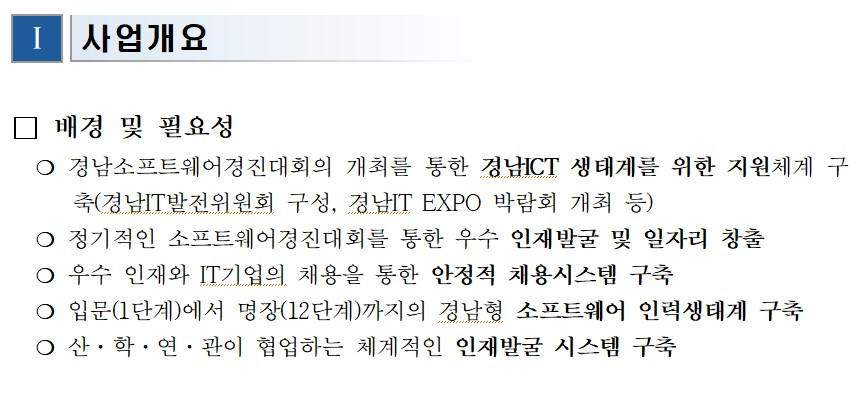 I 사업개요
□ 배경 및 필요성
❍ 경남소프트웨어경진대회의 개최를 통한 경남ICT 생태계를 위한 지원체계 구
축(경남IT발전위원회 구성, 경남IT EXPO 박람회 개최 등)
❍ 정기적인 소프트웨어경진대회를 통한 우수 인재발굴 및 일자리 창출
❍ 우수 인재와 IT기업의 채용을 통한 안정적 채용시스템 구축
❍ 입문(1단계)에서 명장(12단계)까지의 경남형 소프트웨어 인력생태계 구축
❍ 산·학·연·관이 협업하는 체계적인 인재발굴 시스템 구축